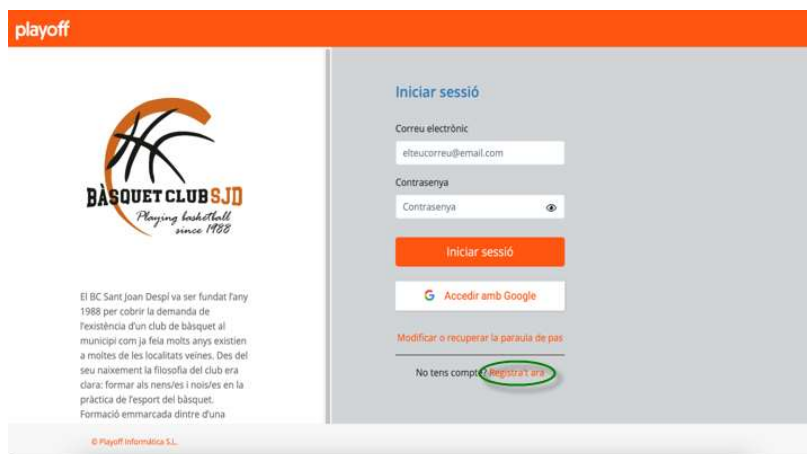 playoff
BÀSQUET CLUB SJD
Playing basketball
since 1988
El BC Sant Joan Despí va ser fundat l'any
1988 per cobrir la demanda de
l'existència d'un club de bàsquet al
municipi com ja feia molts anys existien
a moltes de les localitats veïnes. Des del
seu naixement la filosofia del club era
clara: formar als nens/es i nois/es en la
pràctica de l'esport del bàsquet.
Formació emmarcada dintre d'una
Iniciar sessió
Correu electrònic
elteucorreu@email.com
Contrasenya
Contrasenya
Iniciar sessió
G Accedir amb Google
Modificar o recuperar la paraula de pas
No tens compte? Registra't ara
© Playoff Informàtica S.L.